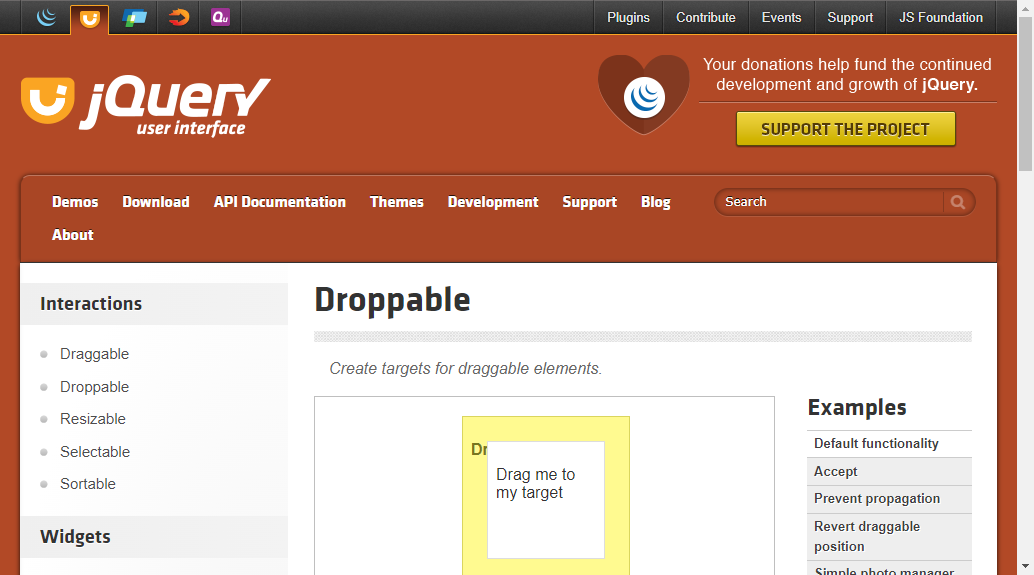 Qu
Plugins
Contribute
Events
Support
JS Foundation
jQuery
user interface
Your donations help fund the continued
development and growth of jQuery.
SUPPORT THE PROJECT
Demos
Download
API Documentation
Themes
Development
Support
Blog
About
Search
Interactions
Draggable
Droppable
Resizable
Selectable
Sortable
Widgets
Droppable
Create targets for draggable elements.
Dr
Drag me to
my target
Examples
Default functionality
Accept
Prevent propagation
Revert draggable
position
Simple photo manager